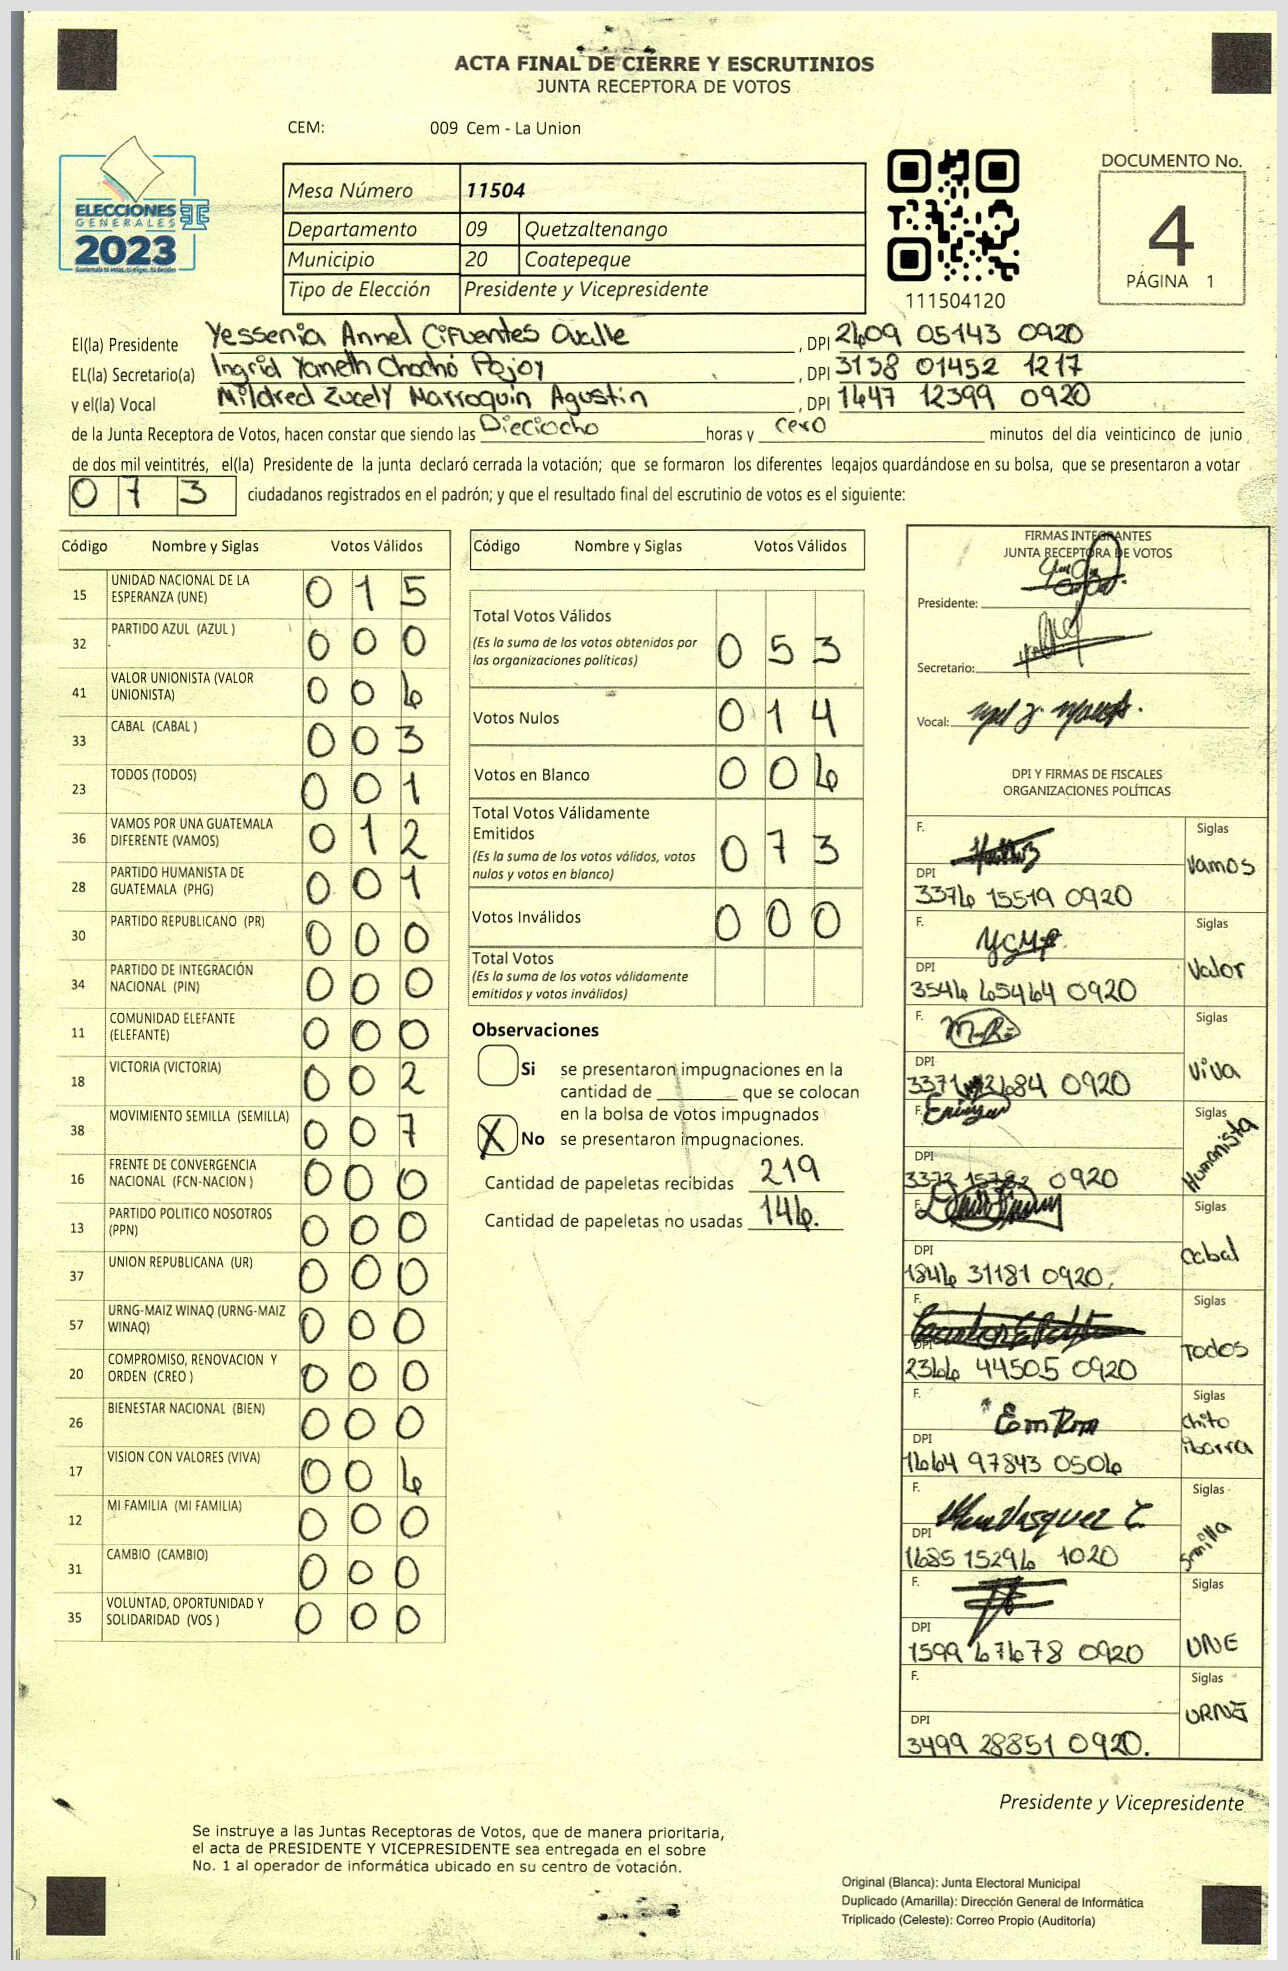 ACTA FINAL DE CIERRE Y ESCRUTINIOS
JUNTA RECEPTORA DE VOTOS
CEM: 009 Cem - La Union
ELECCIONES
GENERALES
2023
Mesa Número 11504
Departamento 09 Quetzaltenango
Municipio 20 Coatepeque
Tipo de Elección Presidente y Vicepresidente
111504120
DOCUMENTO No.
4
PÁGINA 1
El(la) Presidente Yessenia Annel Cifuentes Ovalle, DPI 2409 05143 0920
EL(la) Secretario(a) Ingrid Yameth Chochó Pojoy, DPI 3138 01452 1217
y el(la) Vocal Mildred Zucely Marroquin Agustin, DPI 1647 12399 0920
de la Junta Receptora de Votos, hacen constar que siendo las Dieciocho horas y cero minutos del día veinticinco de junio
de dos mil veintitrés, el(la) Presidente de la junta declaró cerrada la votación; que se formaron los diferentes legajos guardándose en su bolsa, que se presentaron a votar
073 ciudadanos registrados en el padrón; y que el resultado final del escrutinio de votos es el siguiente:
Código Nombre y Siglas Votos Válidos
15 UNIDAD NACIONAL DE LA ESPERANZA (UNE) 0 1 5
32 PARTIDO AZUL (AZUL ) 0 0 0
41 VALOR UNIONISTA (VALOR UNIONISTA) 0 0 6
33 CABAL (CABAL ) 0 0 3
23 TODOS (TODOS) 0 0 1
36 VAMOS POR UNA GUATEMALA DIFERENTE (VAMOS) 0 1 2
28 PARTIDO HUMANISTA DE GUATEMALA (PHG) 0 0 1
30 PARTIDO REPUBLICANO (PR) 0 0 0
34 PARTIDO DE INTEGRACIÓN NACIONAL (PIN) 0 0 0
11 COMUNIDAD ELEFANTE (ELEFANTE) 0 0 0
18 VICTORIA (VICTORIA) 0 0 2
38 MOVIMIENTO SEMILLA (SEMILLA) 0 0 7
16 FRENTE DE CONVERGENCIA NACIONAL (FCN-NACION ) 0 0 0
13 PARTIDO POLITICO NOSOTROS (PPN) 0 0 0
37 UNION REPUBLICANA (UR) 0 0 0
57 URNG-MAIZ WINAQ (URNG-MAIZ WINAQ) 0 0 0
20 COMPROMISO, RENOVACION Y ORDEN (CREO ) 0 0 0
26 BIENESTAR NACIONAL (BIEN) 0 0 0
17 VISION CON VALORES (VIVA) 0 0 6
12 MI FAMILIA (MI FAMILIA) 0 0 0
31 CAMBIO (CAMBIO) 0 0 0
35 VOLUNTAD, OPORTUNIDAD Y SOLIDARIDAD (VOS ) 0 0 0
Código Nombre y Siglas Votos Válidos
Total Votos Válidos 0 5 3
(Es la suma de los votos obtenidos por
las organizaciones políticas)
Votos Nulos 0 1 4
Votos en Blanco 0 0 6
Total Votos Válidamente
Emitidos 0 7 3
(Es la suma de los votos válidos, votos
nulos y votos en blanco)
Votos Inválidos 0 0 0
Total Votos
(Es la suma de los votos válidamente
emitidos y votos inválidos)
Observaciones
Si se presentaron impugnaciones en la
cantidad de ________ que se colocan
en la bolsa de votos impugnados
X No se presentaron impugnaciones.
Cantidad de papeletas recibidas 219
Cantidad de papeletas no usadas 146.
FIRMAS INTEGRANTES
JUNTA RECEPTORA DE VOTOS
Presidente:
Secretario:
Vocal:
DPI Y FIRMAS DE FISCALES
ORGANIZACIONES POLÍTICAS
F. Siglas
Vamos
DPI
3376 15519 0920
F. Siglas
Valor
DPI
3546 65464 0920
F. Siglas
Viva
DPI
3371 0920
F. Siglas
Humanista
DPI
3372 0920
F. Siglas
Cabal
DPI
1846 31181 0920
F. Siglas
Todos
DPI
2366 44505 0920
F. Siglas
Chito
ibarra
DPI
1664 97843 0506
F. Siglas
Semilla
DPI
1685 15296 1020
F. Siglas
UNE
DPI
1599 67678 0920
F. Siglas
URNG
DPI
3499 28851 0920.
Presidente y Vicepresidente
Se instruye a las Juntas Receptoras de Votos, que de manera prioritaria,
el acta de PRESIDENTE Y VICEPRESIDENTE sea entregada en el sobre
No. 1 al operador de informática ubicado en su centro de votación.
Original (Blanca): Junta Electoral Municipal
Duplicado (Amarilla): Dirección General de Informática
Triplicado (Celeste): Correo Propio (Auditoría)